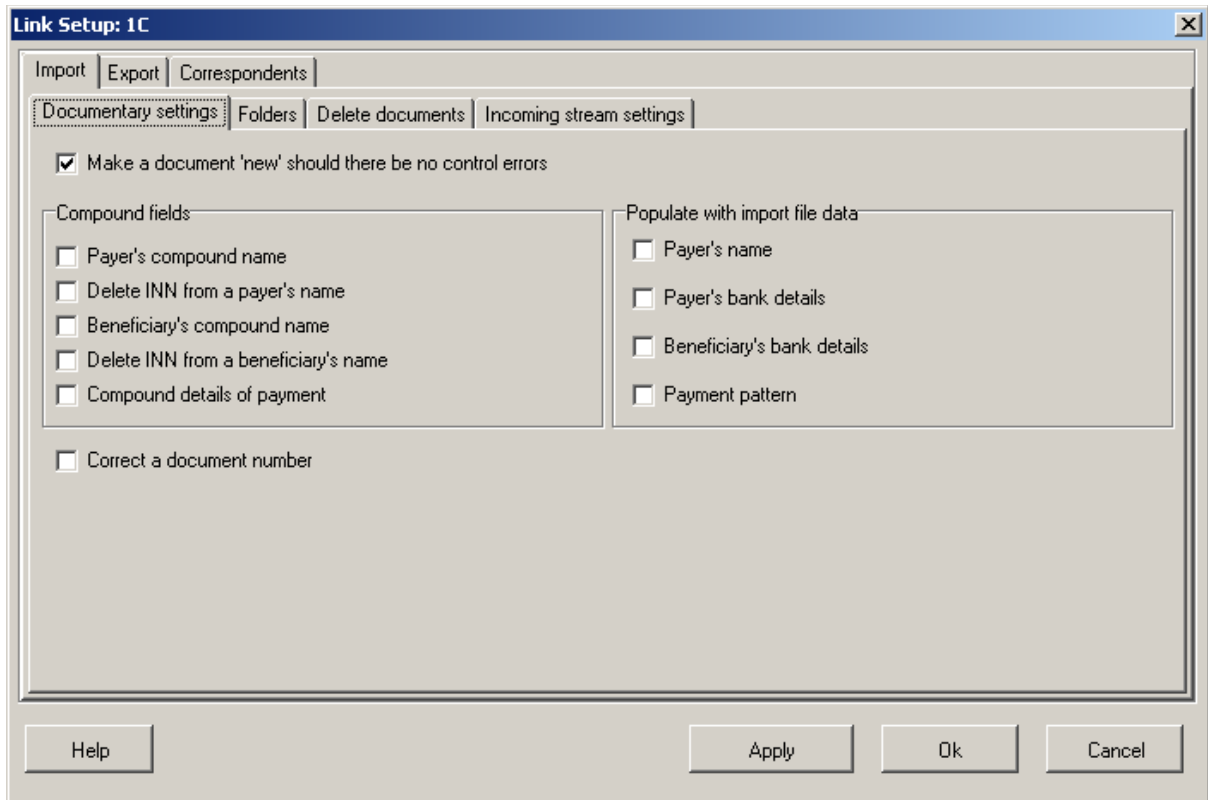 Link Setup: 1C
Import Export Correspondents
Documentary settings Folders Delete documents Incoming stream settings
Make a document 'new' should there be no control errors
Compound fields
Payer's compound name
Delete INN from a payer's name
Beneficiary's compound name
Delete INN from a beneficiary's name
Compound details of payment
Populate with import file data
Payer's name
Payer's bank details
Beneficiary's bank details
Payment pattern
Correct a document number
Help Apply Ok Cancel